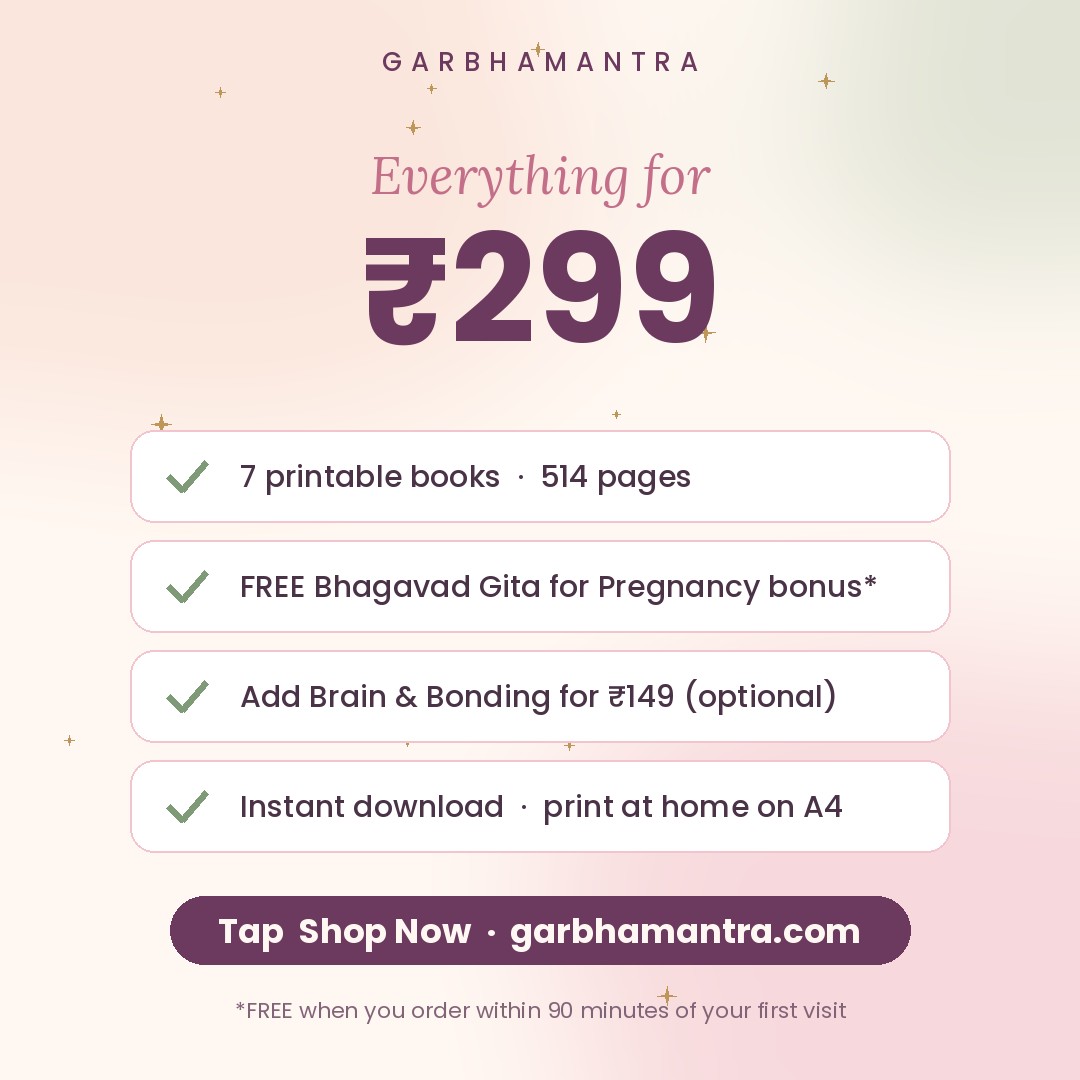 GARBHAMANTRA
Everything for
₹299
7 printable books · 514 pages
FREE Bhagavad Gita for Pregnancy bonus*
Add Brain & Bonding for ₹149 (optional)
Instant download · print at home on A4
Tap Shop Now · garbhamantra.com
*FREE when you order within 90 minutes of your first visit